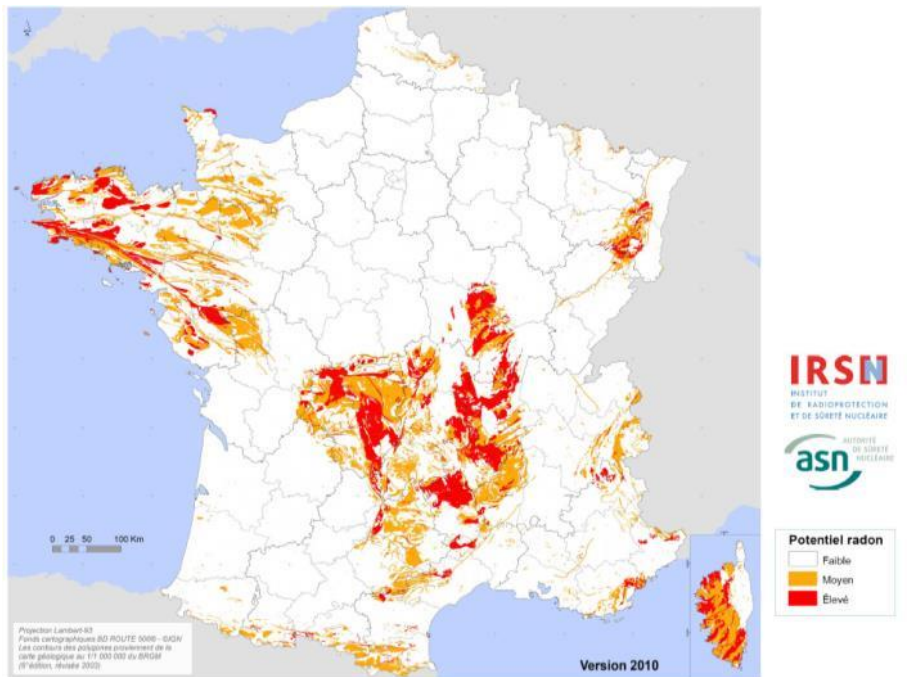 IRSN
INSTITUT
DE RADIOPROTECTION
ET DE SÛRETÉ NUCLÉAIRE
asn
AUTORITÉ
DE SÛRETÉ
NUCLÉAIRE
0 25 50 100 Km
Potentiel radon
Faible
Moyen
Élevé
Projection Lambert-93
Fonds cartographiques BD ROUTE 500® - ©IGN
Les contours des polygones proviennent de la
carte géologique au 1/1 000 000 du BRGM
(6° édition, révisée 2003)
Version 2010